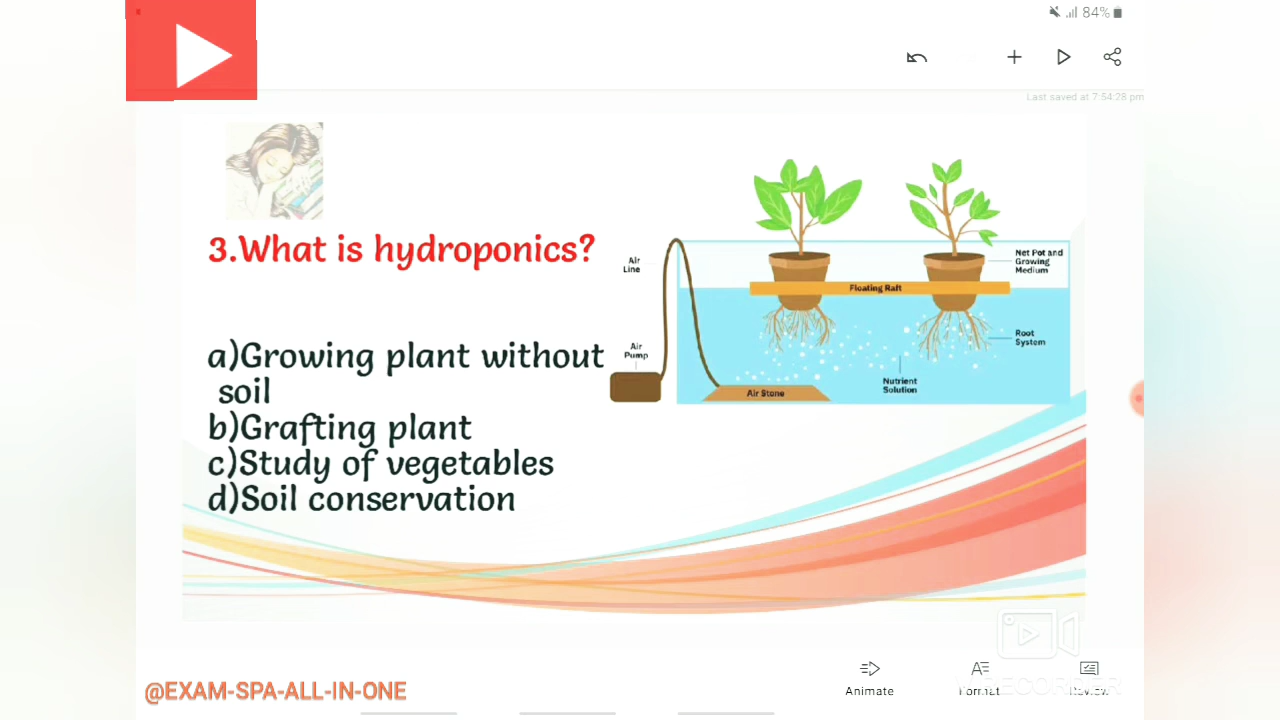 84%
Last saved at 7:54:28 pm
3.What is hydroponics?
a)Growing plant without
soil
b)Grafting plant
c)Study of vegetables
d)Soil conservation
Air
Line
Air
Pump
Net Pot and
Growing
Medium
Floating Raft
Root
System
Nutrient
Solution
Air Stone
Animate
Format
Review
@EXAM-SPA-ALL-IN-ONE